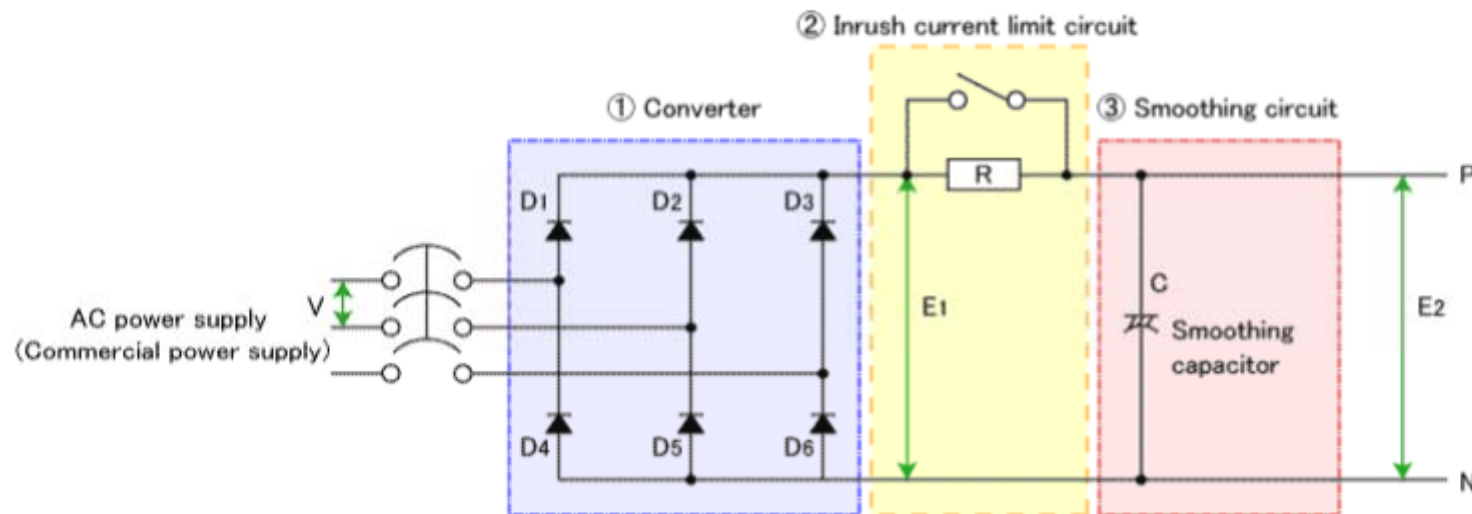 ② Inrush current limit circuit
① Converter
③ Smoothing circuit
R
P
D1
D2
D3
V
AC power supply
(Commercial power supply)
E1
C
Smoothing
capacitor
E2
D4
D5
D6
N